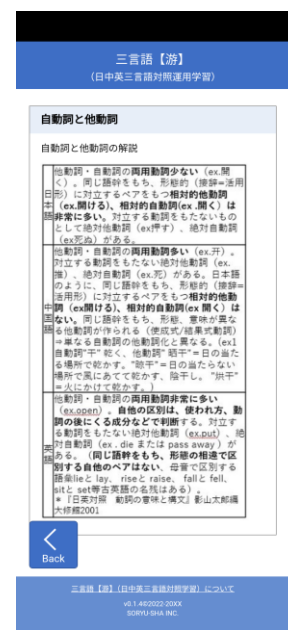 三言語【游】
(日中英三言語対照運用学習)
自動詞と他動詞
自動詞と他動詞の解説
日本語
他動詞・自動詞の両用動詞少ない（ex.開
く）。同じ語幹をもち、形態的（接辞=活用
形）に対立するペアをもつ相対的他動詞
（ex.開ける)、相対的自動詞(ex .開く）は
非常に多い。対立する動詞をもたないもの
として絶対他動詞（ex押す）、絶対自動詞
（ex死ぬ）がある。
中国語
他動詞・自動詞の両用動詞多い（ex.开）。
対立する動詞をもたない絶対他動詞（ex.
推）、絶対自動詞（ex.死）がある。日本語
のように、同じ語幹をもち、形態的（接辞=
活用形）に対立するペアをもつ相対的他動
詞（ex開ける)、相対的自動詞(ex 開く）は
ない。同じ語幹をもち、形態、意味が異な
る他動詞が作られる（使成式/結果式動詞）
⇒単なる自動詞の他動詞化と異なる。(ex1
自動詞“干” 乾く、他動詞“ 晒干”＝日の当た
る場所で乾かす。“晾干”＝日の当たらない
場所で風にあてて乾かす、陰干し。 “烘干”
＝火にかけて乾かす。）
英語
他動詞・自動詞の両用動詞非常に多い
（ex.open）。自他の区別は、使われ方、動
詞の後にくる成分などで判断する。対立す
る動詞をもたない絶対他動詞（ex.put）、絶
対自動詞（ex . die または pass away ）が
ある。（同じ語幹をもち、形態の相違で区
別する自他のペアはない、母音で区別する
語彙lieと lay、 riseと raise、 fallと fell、
sitと set等古英語の名残はある）。
＊『日英対照　動詞の意味と構文』影山太郎編
大修館2001
Back
三言語【游】(日中英三言語対照学習）について
v0.1.4©2022-20XX
SORYU-SHA INC.